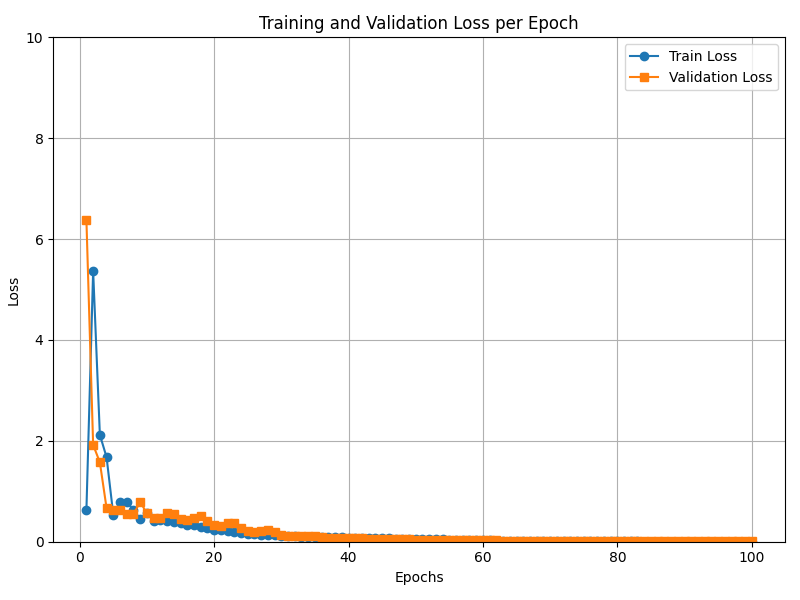 Training and Validation Loss per Epoch
Train Loss
Validation Loss
10
8
6
4
2
0
Loss
0 20 40 60 80 100
Epochs